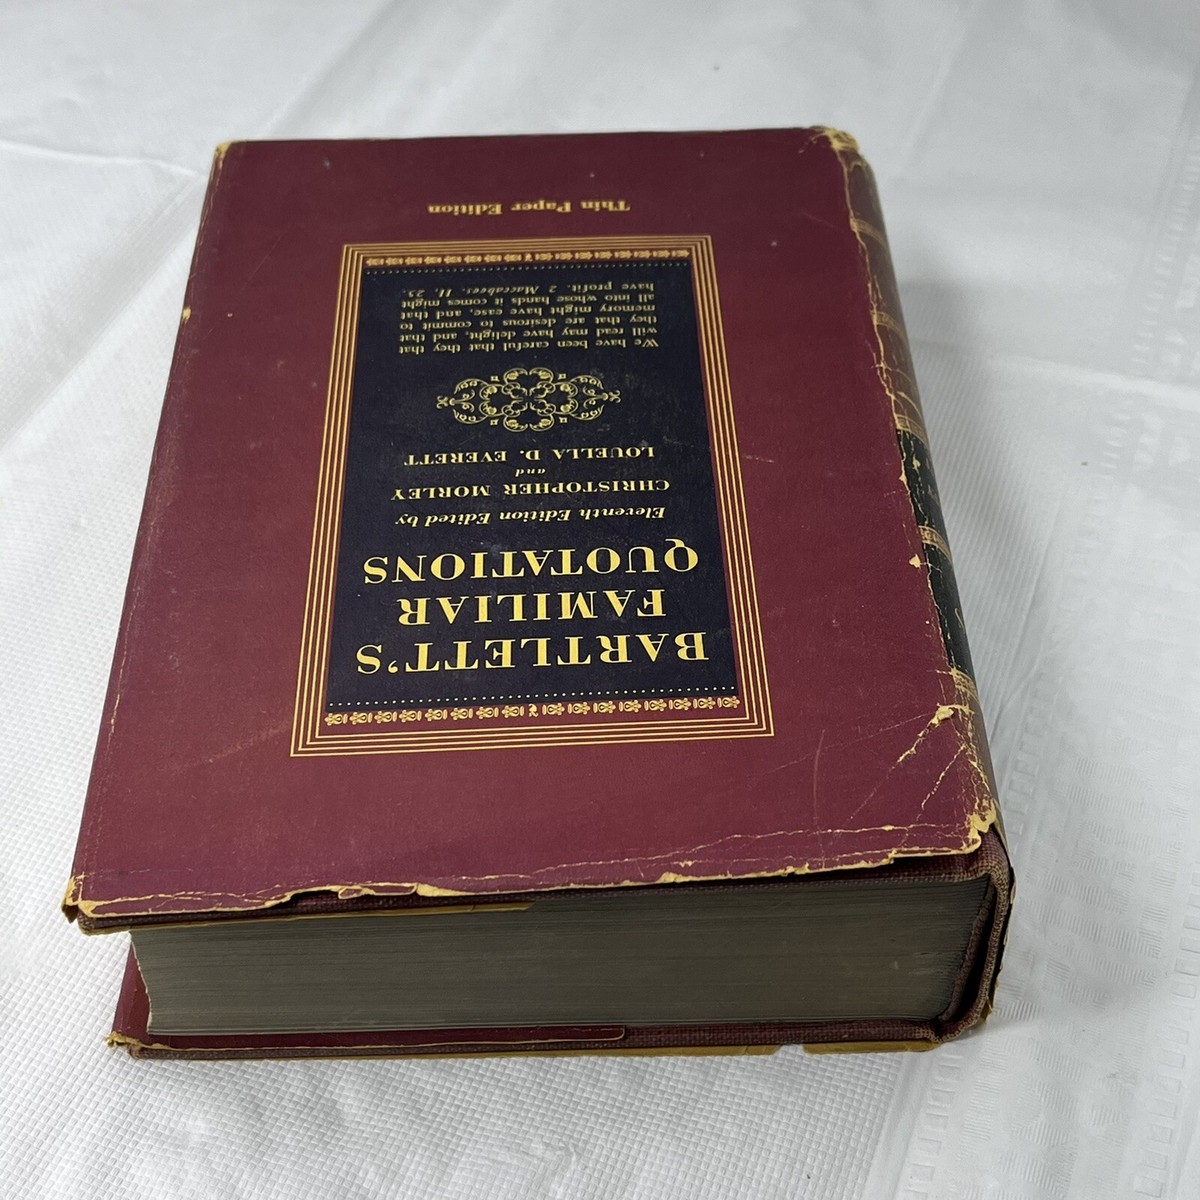 BARTLETT'S
FAMILIAR
QUOTATIONS
Eleventh Edition Edited by
CHRISTOPHER MORLEY
and
LOUELLA D. EVERETT
We have been careful that they that
will read may have delight, and that
they that are desirous to commit to
memory might have ease, and that
all into whose hands it comes might
have profit. 2 Maccabees. II. 25.
Thin Paper Edition